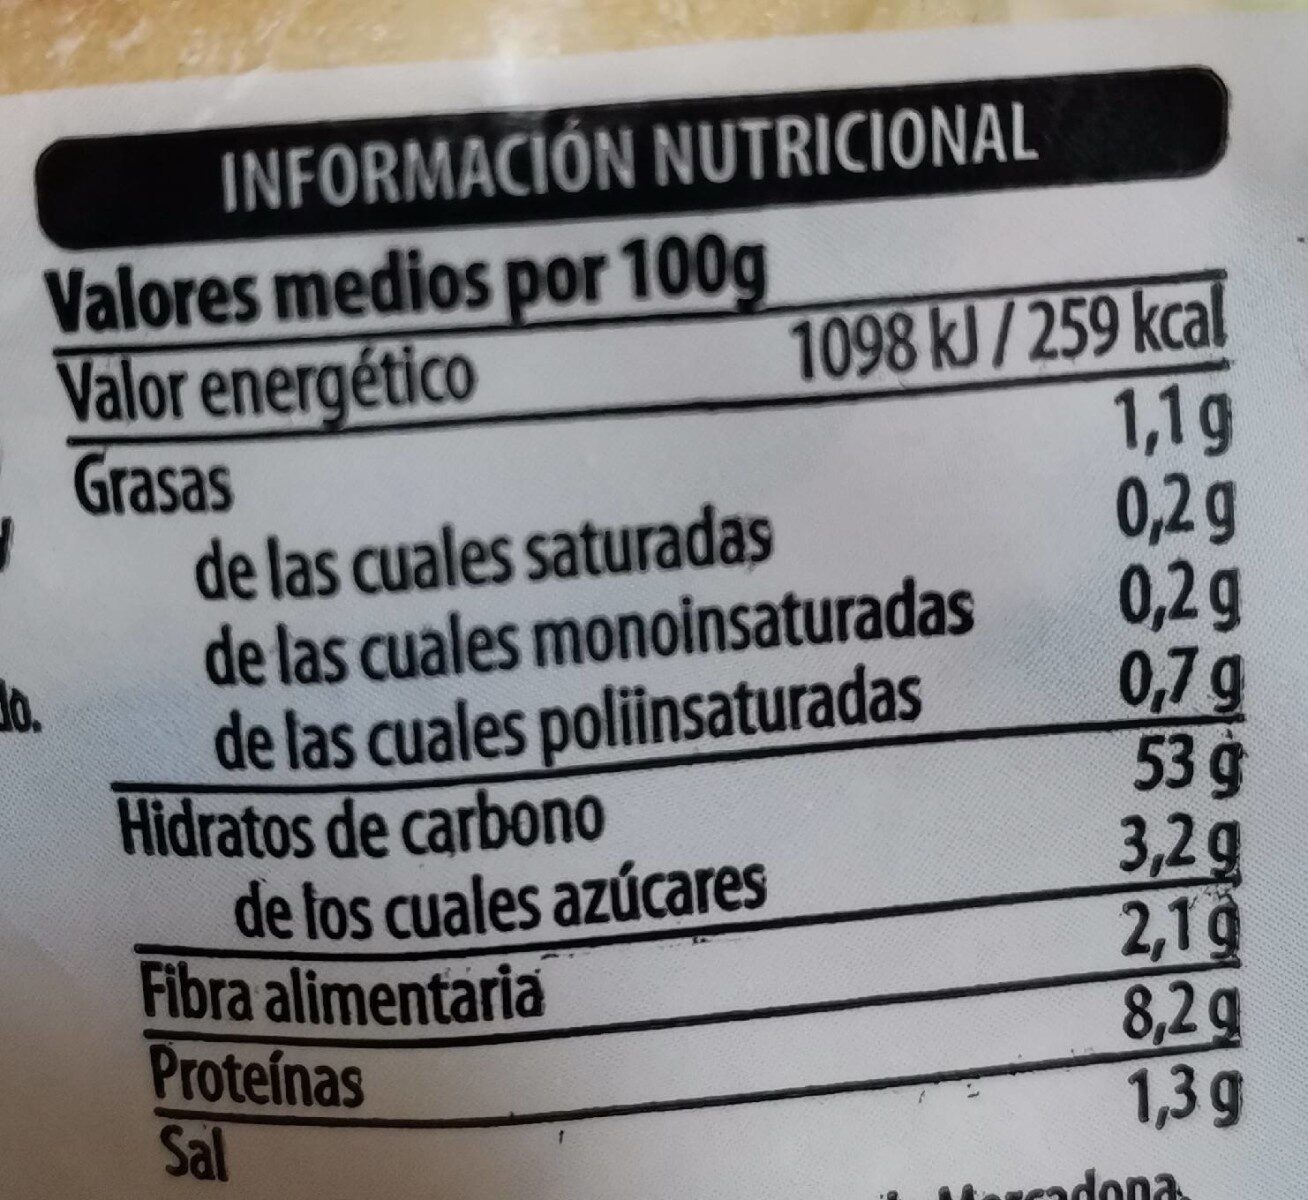 INFORMACIÓN NUTRICIONAL
Valores medios por 100g
Valor energético 1098 kJ / 259 kcal
Grasas 1,1 g
de las cuales saturadas 0,2 g
de las cuales monoinsaturadas 0,2 g
de las cuales poliinsaturadas 0,7 g
Hidratos de carbono 53 g
de los cuales azúcares 3,2 g
Fibra alimentaria 2,1 g
Proteínas 8,2 g
Sal 1,3 g
Mercadona